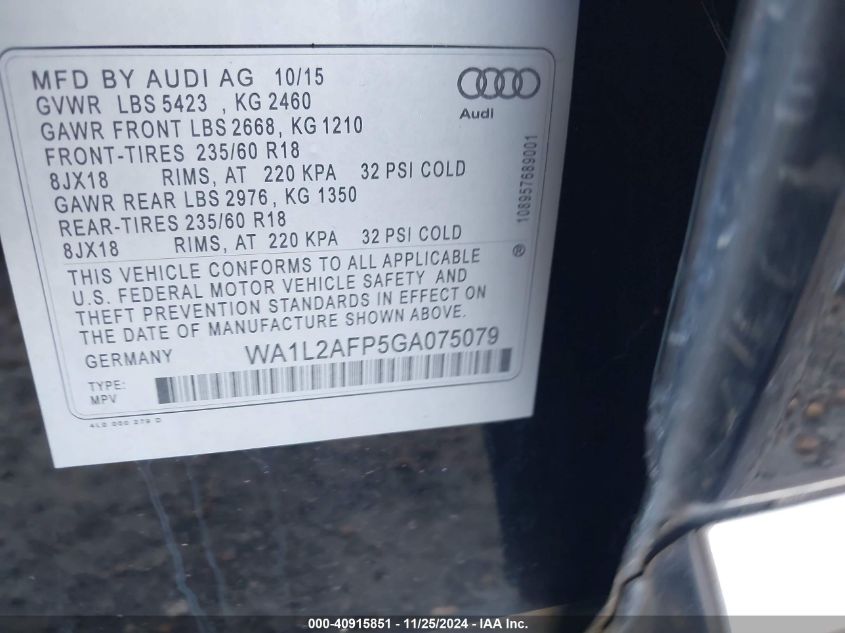 MFD BY AUDI AG 10/15
GVWR LBS 5423 , KG 2460
GAWR FRONT LBS 2668, KG 1210
FRONT-TIRES 235/60 R18
8JX18 RIMS, AT 220 KPA 32 PSI COLD
GAWR REAR LBS 2976, KG 1350
REAR-TIRES 235/60 R18
8JX18 RIMS, AT 220 KPA 32 PSI COLD
THIS VEHICLE CONFORMS TO ALL APPLICABLE
U.S. FEDERAL MOTOR VEHICLE SAFETY AND
THEFT PREVENTION STANDARDS IN EFFECT ON
THE DATE OF MANUFACTURE SHOWN ABOVE.
GERMANY WA1L2AFP5GA075079
TYPE:
MPV
4L0 000 279 D
Audi
108957689001
®
000-40915851 - 11/25/2024 - IAA Inc.